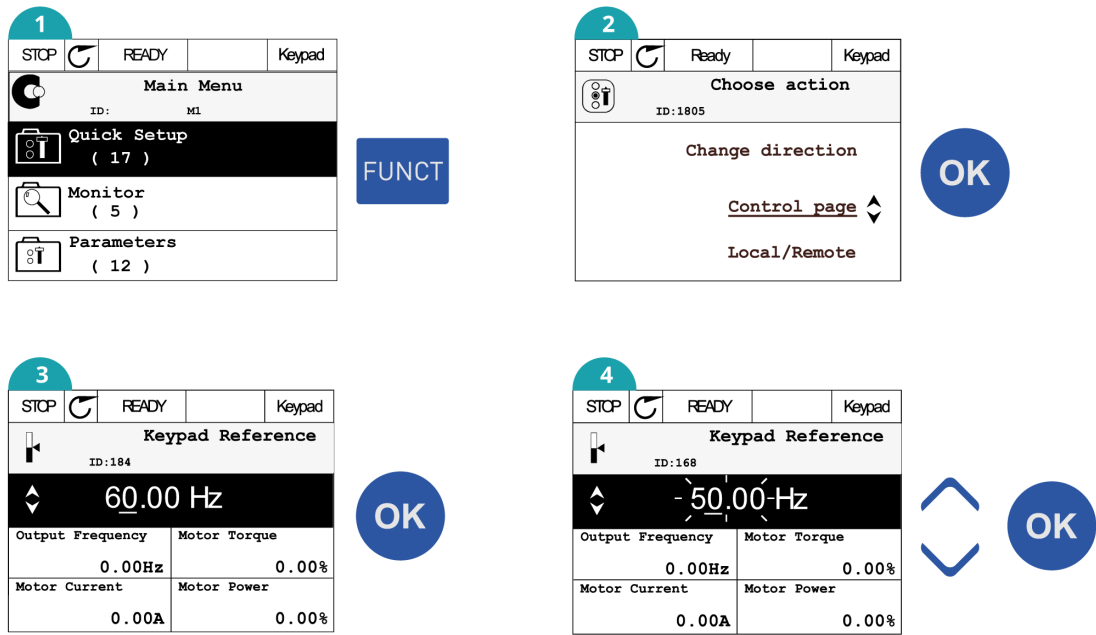 1
STOP READY Keypad
Main Menu
ID: M1
Quick Setup
( 17 )
Monitor
( 5 )
Parameters
( 12 )
FUNCT
2
STOP Ready Keypad
Choose action
ID:1805
Change direction
Control page
Local/Remote
OK
3
STOP READY Keypad
Keypad Reference
ID:184
60.00 Hz
Output Frequency Motor Torque
0.00Hz 0.00%
Motor Current Motor Power
0.00A 0.00%
OK
4
STOP READY Keypad
Keypad Reference
ID:168
50.00 Hz
Output Frequency Motor Torque
0.00Hz 0.00%
Motor Current Motor Power
0.00A 0.00%
OK